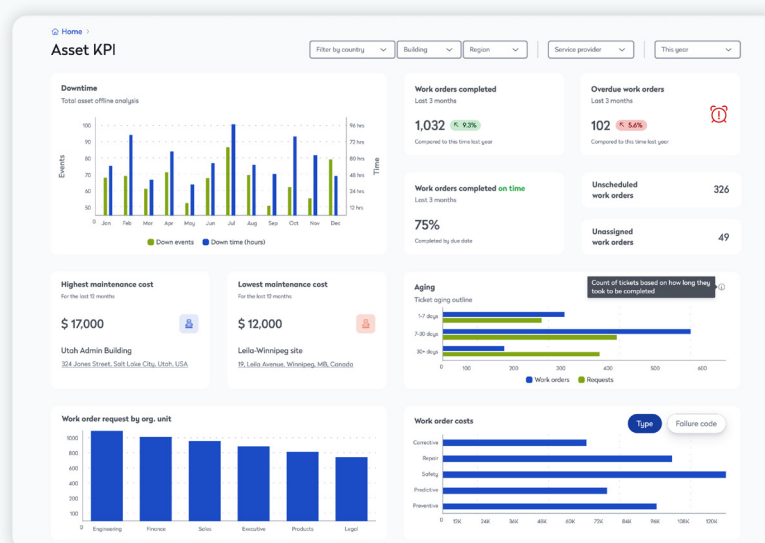 Home >
Asset KPI
Filter by country
Building
Region
Service provider
This year
Downtime
Total asset offline analysis
Events
100
90
80
70
60
50
0
Jan Feb Mar Apr May Jun Jul Aug Sep Oct Nov Dec
96 hrs
72 hrs
60 hrs
48 hrs
24 hrs
12 hrs
Time
Down events
Down time (hours)
Work orders completed
Last 3 months
1,032 9.3%
Compared to this time last year
Overdue work orders
Last 3 months
102 5.6%
Compared to this time last year
Work orders completed on time
Last 3 months
75%
Completed by due date
Unscheduled
work orders
326
Unassigned
work orders
49
Highest maintenance cost
For the last 12 months
$ 17,000
Utah Admin Building
324 Jones Street, Salt Lake City, Utah, USA
Lowest maintenance cost
For the last 12 months
$ 12,000
Leila-Winnipeg site
19, Leila Avenue, Winnipeg, MB, Canada
Aging
Ticket aging outline
Count of tickets based on how long they
took to be completed
1-7 days
7-30 days
30+ days
0 100 200 300 400 500 600
Work orders
Requests
Work order request by org. unit
1000
800
600
400
200
100
0
Engineering Finance Sales Executive Products Legal
Work order costs
Type
Failure code
Corrective
Repair
Safety
Predictive
Preventive
0 12K 24K 36K 48K 60K 72K 84K 96K 108K 120K